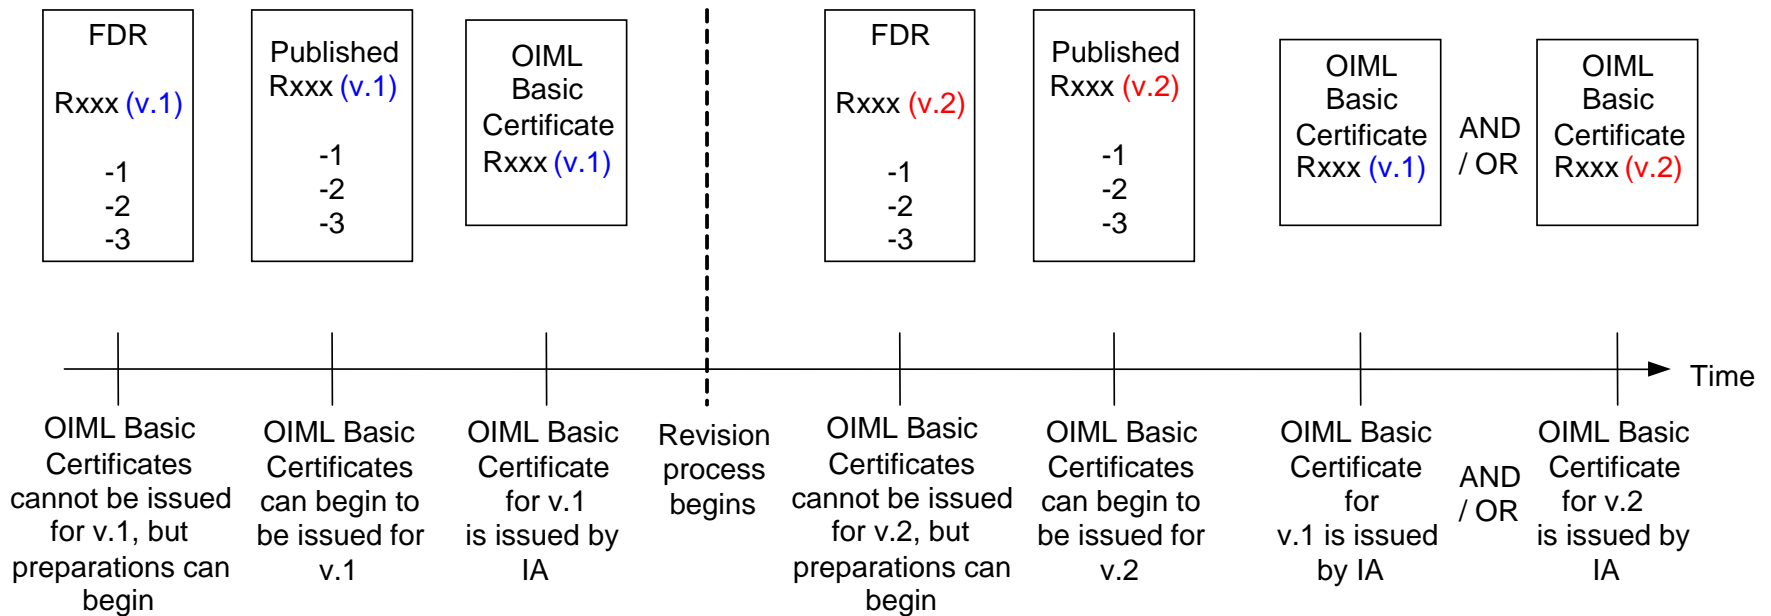 FDR
Rxxx (v.1)
-1
-2
-3
Published
Rxxx (v.1)
-1
-2
-3
OIML
Basic
Certificate
Rxxx (v.1)
FDR
Rxxx (v.2)
-1
-2
-3
Published
Rxxx (v.2)
-1
-2
-3
OIML
Basic
Certificate
Rxxx (v.1)
AND
/ OR
OIML
Basic
Certificate
Rxxx (v.2)
Time
OIML Basic
Certificates
cannot be issued
for v.1, but
preparations can
begin
OIML Basic
Certificates
can begin to
be issued for
v.1
OIML Basic
Certificate
for v.1
is issued by
IA
Revision
process
begins
OIML Basic
Certificates
cannot be issued
for v.2, but
preparations can
begin
OIML Basic
Certificates
can begin to
be issued for
v.2
OIML Basic
Certificate
for
v.1 is issued
by IA
AND
/ OR
OIML Basic
Certificate
for v.2
is issued by
IA